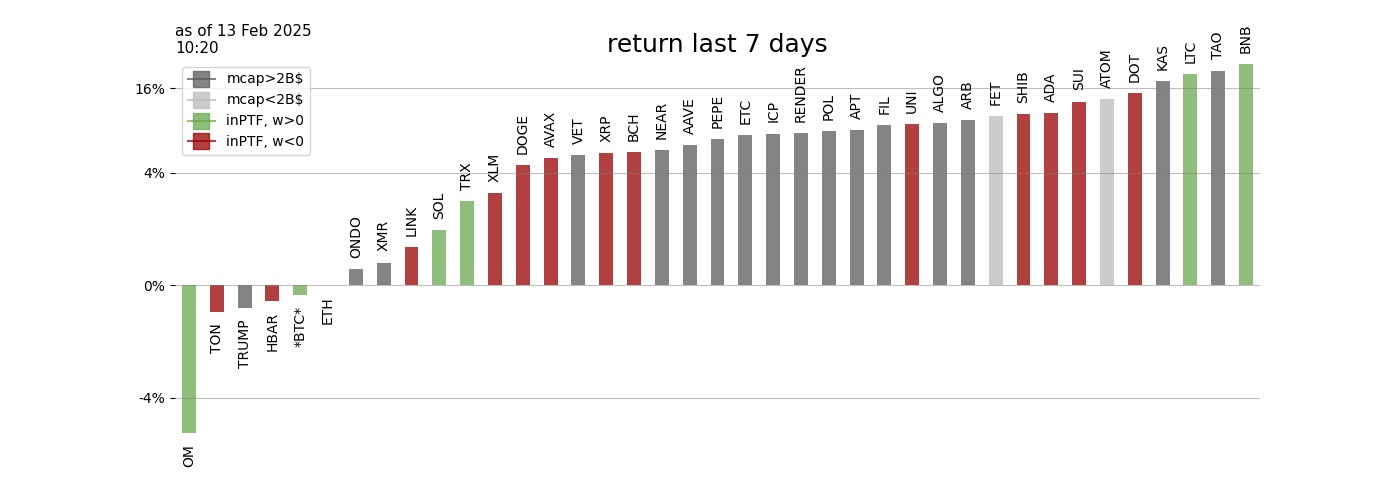 as of 13 Feb 2025
10:20
return last 7 days
mcap>2B$
mcap<2B$
inPTF, w>0
inPTF, w<0
16%
4%
0%
-4%
OM
TON
TRUMP
HBAR
*BTC*
ETH
ONDO
XMR
LINK
SOL
TRX
XLM
DOGE
AVAX
VET
XRP
BCH
NEAR
AAVE
PEPE
ETC
ICP
RENDER
POL
APT
FIL
UNI
ALGO
ARB
FET
SHIB
ADA
SUI
ATOM
DOT
KAS
LTC
TAO
BNB